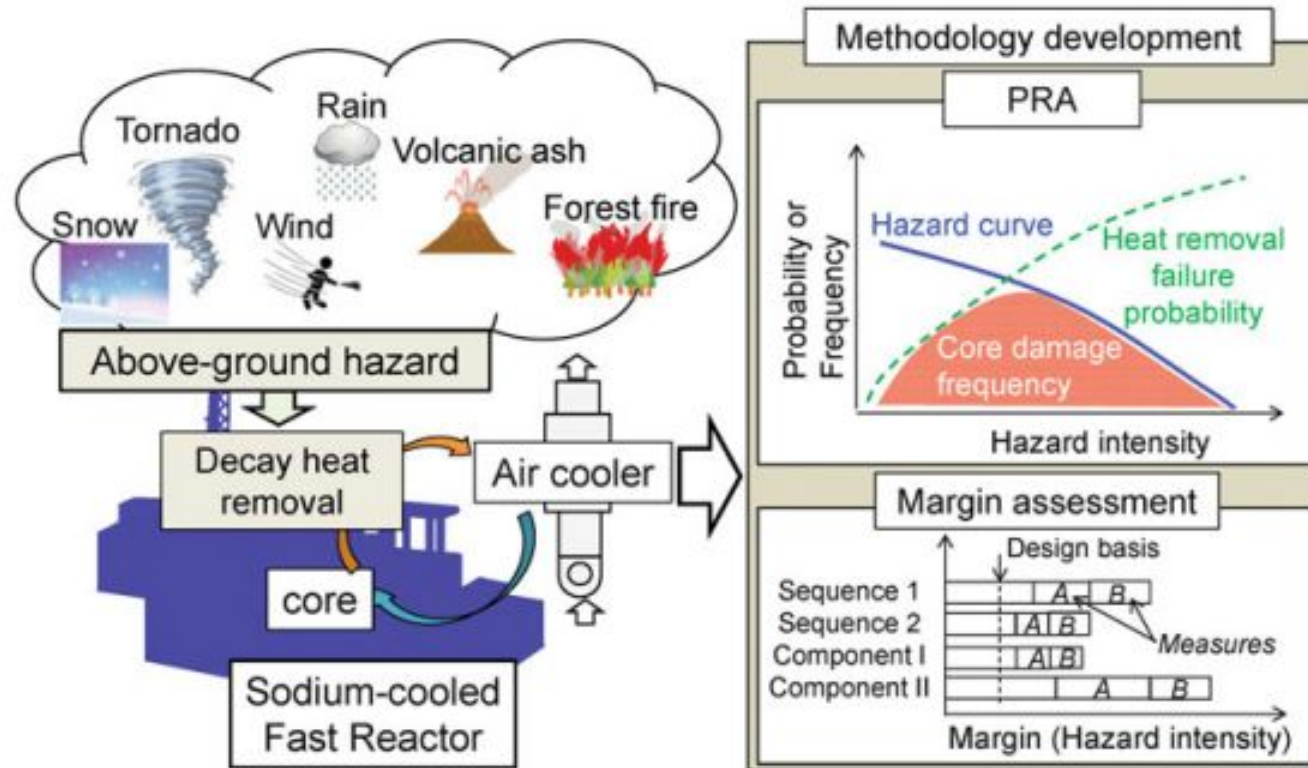 Tornado
Rain
Volcanic ash
Snow
Wind
Forest fire
Above-ground hazard
Decay heat
removal
Air cooler
core
Sodium-cooled
Fast Reactor
Methodology development
PRA
Probability or
Frequency
Hazard curve
Heat removal
failure
probability
Core damage
frequency
Hazard intensity
Margin assessment
Design basis
Sequence 1 A B
Sequence 2 A B
Measures
Component I A B
Component II A B
Margin (Hazard intensity)